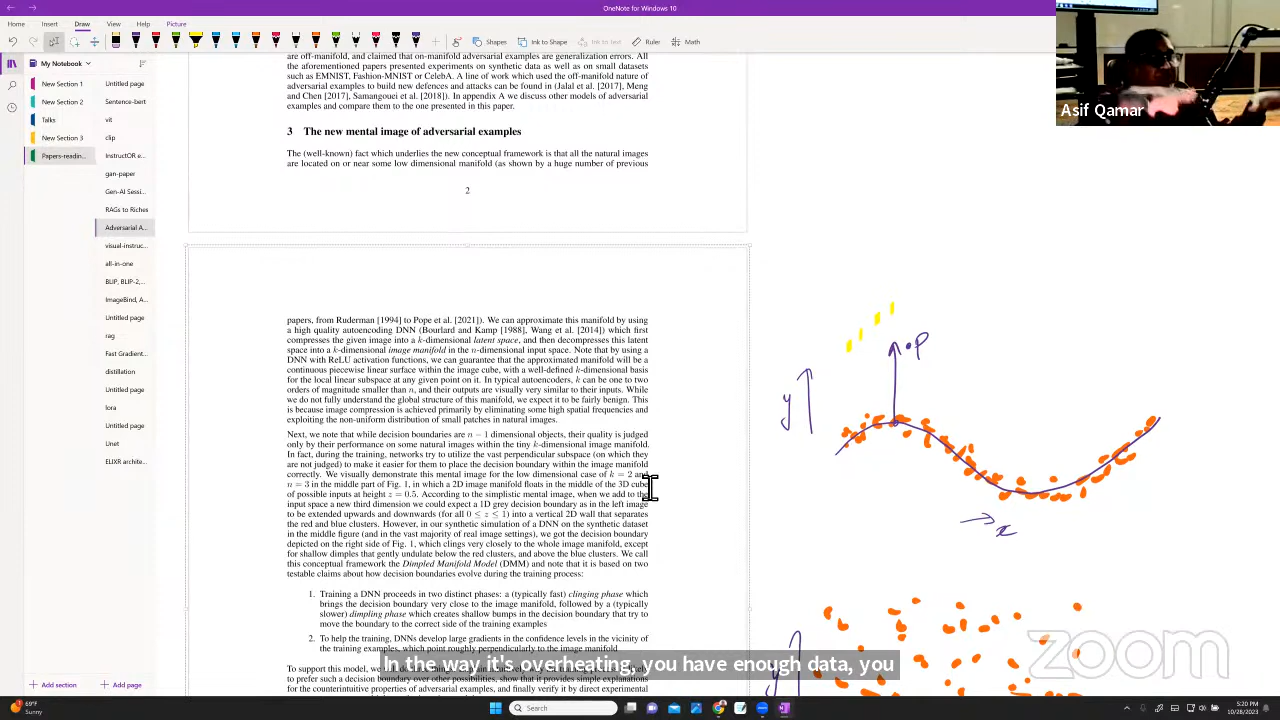 OneNote for Windows 10
Home Insert Draw View Help Picture
Shapes Ink to Shape Ink to Text Ruler Math
My Notebook
New Section 1
New Section 2
Talks
New Section 3
Papers-readin...
Untitled page
Sentence-bert
vit
clip
InstructOR e...
gan-paper
Gen-AI Sessi...
RAGs to Riches
Adversarial A...
visual-instruc...
all-in-one
BLIP, BLIP-2,...
ImageBind, A...
Untitled page
rag
Untitled page
Fast Gradient...
distillation
Untitled page
lora
Untitled page
Unet
ELIXR archite...
Add section
Add page
are off-manifold, and claimed that on-manifold adversarial examples are generalization errors. All
the aforementioned papers presented experiments on synthetic data as well as on small datasets
such as EMNIST, Fashion-MNIST or CelebA. A line of work which used the off-manifold nature of
adversarial examples to build new defences and attacks can be found in (Jalal et al. [2017], Meng
and Chen [2017], Samangouei et al. [2018]). In appendix A we discuss other models of adversarial
examples and compare them to the one presented in this paper.
3 The new mental image of adversarial examples
The (well-known) fact which underlies the new conceptual framework is that all the natural images
are located on or near some low dimensional manifold (as shown by a huge number of previous
2
papers, from Ruderman [1994] to Pope et al. [2021]). We can approximate this manifold by using
a high quality autoencoding DNN (Bourlard and Kamp [1988], Wang et al. [2014]) which first
compresses the given image into a k-dimensional latent space, and then decompresses this latent
space into a k-dimensional image manifold in the n-dimensional input space. Note that by using a
DNN with ReLU activation functions, we can guarantee that the approximated manifold will be a
continuous piecewise linear surface within the image cube, with a well-defined k-dimensional basis
for the local linear subspace at any given point on it. In typical autoencoders, k can be one to two
orders of magnitude smaller than n, and their outputs are visually very similar to their inputs. While
we do not fully understand the global structure of this manifold, we expect it to be fairly benign. This
is because image compression is achieved primarily by eliminating some high spatial frequencies and
exploiting the non-uniform distribution of small patches in natural images.
Next, we note that while decision boundaries are n − 1 dimensional objects, their quality is judged
only by their performance on some natural images within the tiny k-dimensional image manifold.
In fact, during the training, networks try to utilize the vast perpendicular subspace (on which they
are not judged) to make it easier for them to place the decision boundary within the image manifold
correctly. We visually demonstrate this mental image for the low dimensional case of k = 2 and
n = 3 in the middle part of Fig. 1, in which a 2D image manifold floats in the middle of the 3D cube
of possible inputs at height z = 0.5. According to the simplistic mental image, when we add to the
input space a new third dimension we could expect a 1D grey decision boundary as in the left image
to be extended upwards and downwards (for all 0 ≤ z ≤ 1) into a vertical 2D wall that separates
the red and blue clusters. However, in our synthetic simulation of a DNN on the synthetic dataset
in the middle figure (and in the vast majority of real image settings), we got the decision boundary
depicted on the right side of Fig. 1, which clings very closely to the whole image manifold, except
for shallow dimples that gently undulate below the red clusters, and above the blue clusters. We call
this conceptual framework the Dimpled Manifold Model (DMM) and note that it is based on two
testable claims about how decision boundaries evolve during the training process:
1. Training a DNN proceeds in two distinct phases: a (typically fast) clinging phase which
brings the decision boundary very close to the image manifold, followed by a (typically
slower) dimpling phase which creates shallow bumps in the decision boundary that try to
move the boundary to the correct side of the training examples
2. To help the training, DNNs develop large gradients in the confidence levels in the vicinity of
the training examples, which point roughly perpendicularly to the image manifold
To support this model, we
to prefer such a decision boundary over other possibilities, show that it provides simple explanations
for the counterintuitive properties of adversarial examples, and finally verify it by direct experimental
p
y
x
y
Asif Qamar
zoom
In the way it's overheating, you have enough data, you
69°F
Sunny
Search
5:20 PM
10/28/2023